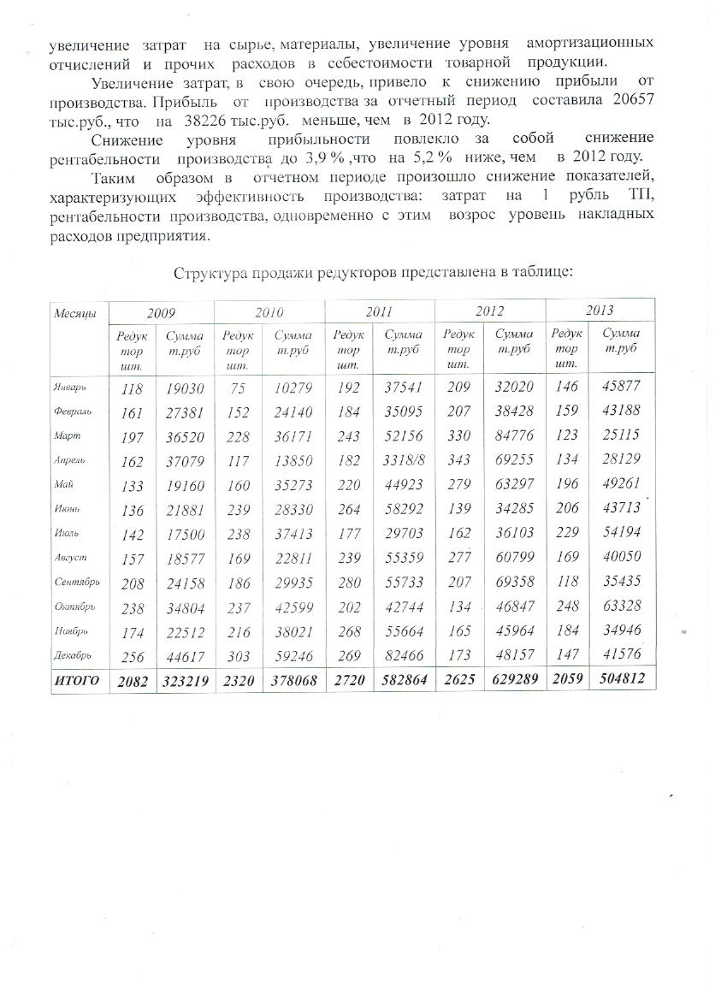 увеличение затрат на сырье, материалы, увеличение уровня амортизационных
отчислений и прочих расходов в себестоимости товарной продукции.
Увеличение затрат, в свою очередь, привело к снижению прибыли от
производства. Прибыль от производства за отчетный период составила 20657
тыс.руб., что на 38226 тыс.руб. меньше, чем в 2012 году.
Снижение уровня прибыльности повлекло за собой снижение
рентабельности производства до 3,9 % ,что на 5,2 % ниже, чем в 2012 году.
Таким образом в отчетном периоде произошло снижение показателей,
характеризующих эффективность производства: затрат на 1 рубль ТП,
рентабельности производства, одновременно с этим возрос уровень накладных
расходов предприятия.
Структура продажи редукторов представлена в таблице:
Месяцы 2009 2010 2011 2012 2013
Редук Сумма Редук Сумма Редук Сумма Редук Сумма Редук Сумма
тор т.руб тор т.руб тор т.руб тор т.руб тор т.руб
шт. шт. шт. шт. шт.
Январь 118 19030 75 10279 192 37541 209 32020 146 45877
Февраль 161 27381 152 24140 184 35095 207 38428 159 43188
Март 197 36520 228 36171 243 52156 330 84776 123 25115
Апрель 162 37079 117 13850 182 3318/8 343 69255 134 28129
Май 133 19160 160 35273 220 44923 279 63297 196 49261
Июнь 136 21881 239 28330 264 58292 139 34285 206 43713
Июль 142 17500 238 37413 177 29703 162 36103 229 54194
Август 157 18577 169 22811 239 55359 277 60799 169 40050
Сентябрь 208 24158 186 29935 280 55733 207 69358 118 35435
Октябрь 238 34804 237 42599 202 42744 134 46847 248 63328
Ноябрь 174 22512 216 38021 268 55664 165 45964 184 34946
Декабрь 256 44617 303 59246 269 82466 173 48157 147 41576
ИТОГО 2082 323219 2320 378068 2720 582864 2625 629289 2059 504812